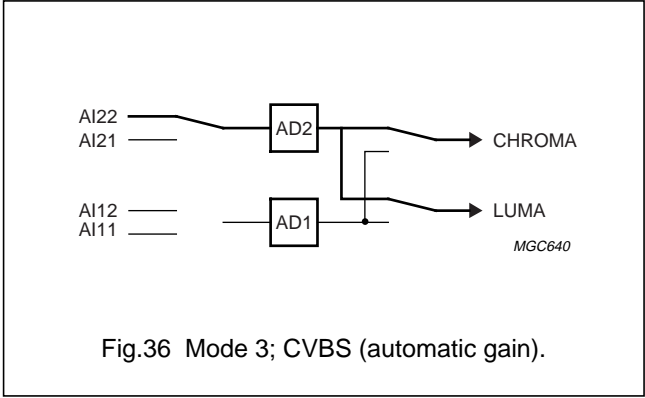 AI22
AI21
AD2
CHROMA
AI12
AI11
AD1
LUMA
MGC640
Fig.36 Mode 3; CVBS (automatic gain).